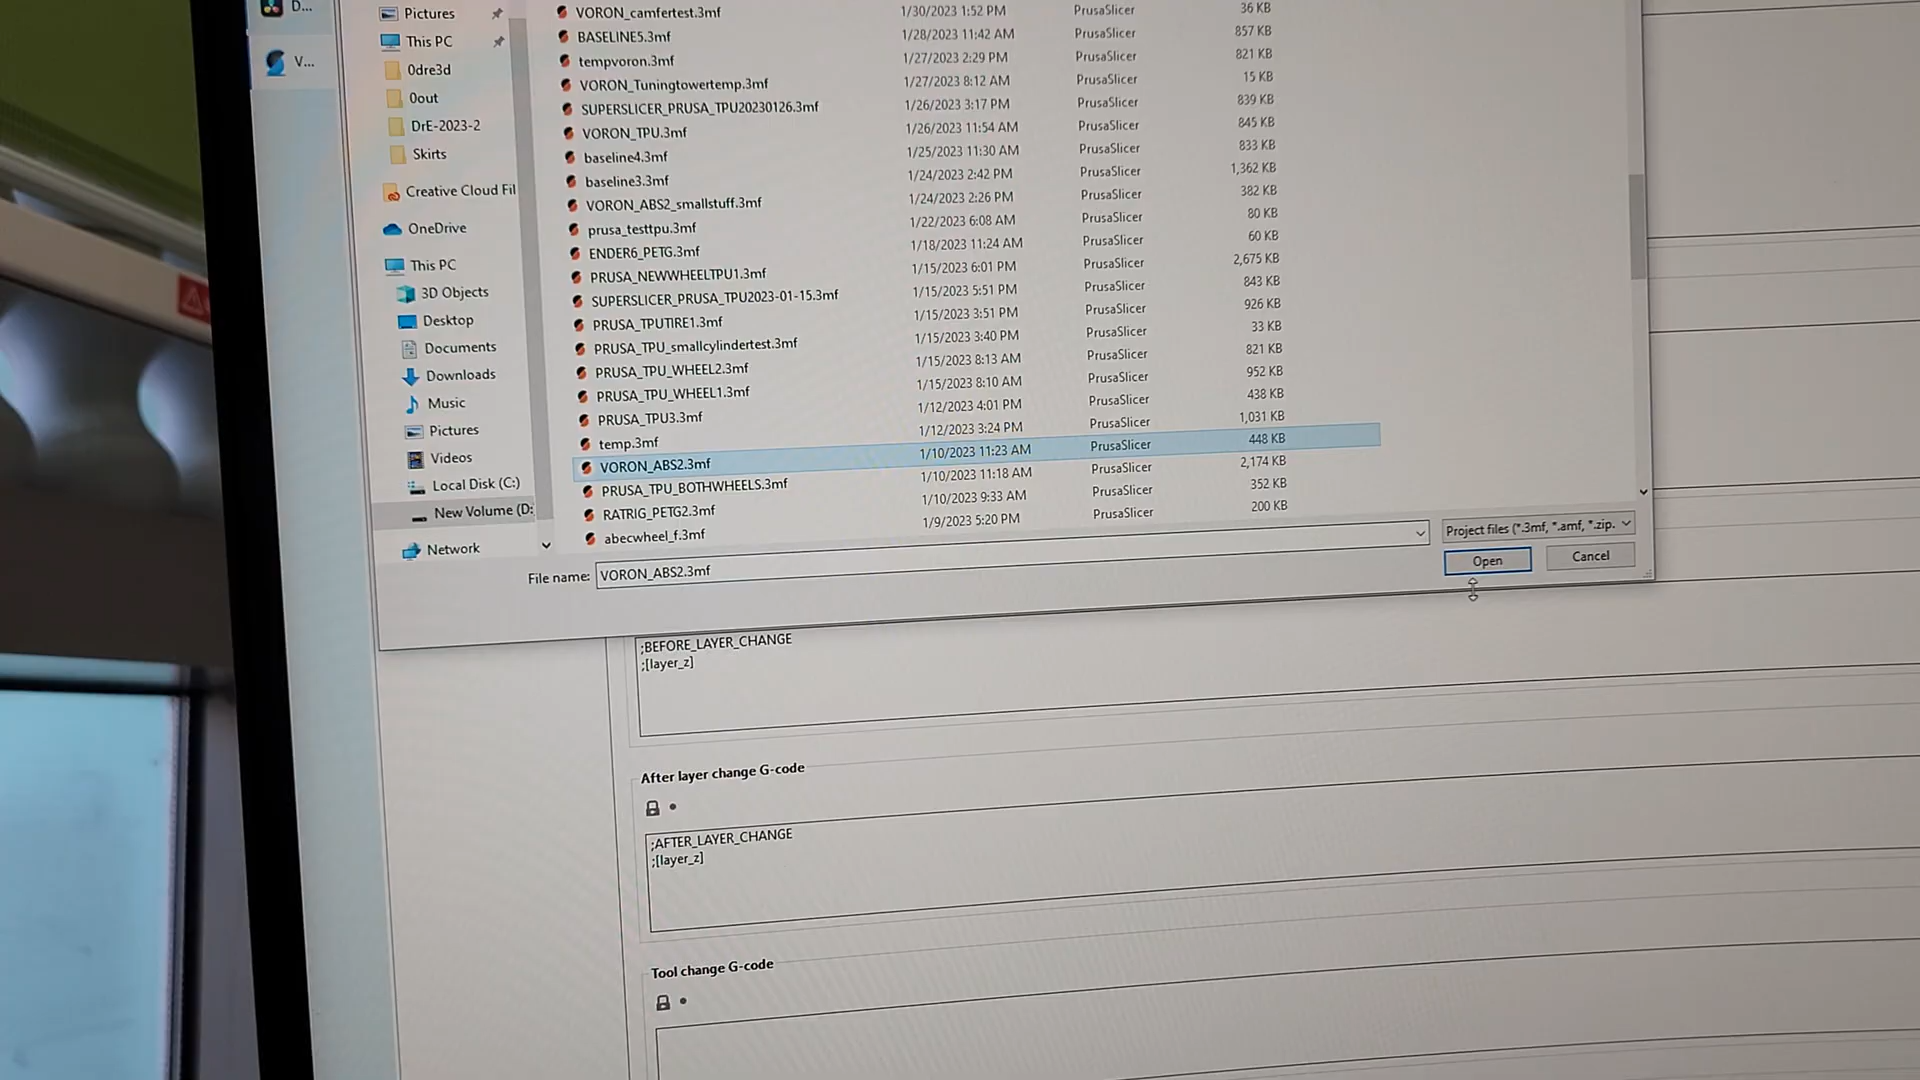 D...
V...
Pictures
This PC
0dre3d
0out
DrE-2023-2
Skirts
Creative Cloud Fil
OneDrive
This PC
3D Objects
Desktop
Documents
Downloads
Music
Pictures
Videos
Local Disk (C:)
New Volume (D:
Network
VORON_camfertest.3mf 1/30/2023 1:52 PM PrusaSlicer 36 KB
BASELINE5.3mf 1/28/2023 11:42 AM PrusaSlicer 857 KB
tempvoron.3mf 1/27/2023 2:29 PM PrusaSlicer 821 KB
VORON_Tuningtowertemp.3mf 1/27/2023 8:12 AM PrusaSlicer 15 KB
SUPERSLICER_PRUSA_TPU20230126.3mf 1/26/2023 3:17 PM PrusaSlicer 839 KB
VORON_TPU.3mf 1/26/2023 11:54 AM PrusaSlicer 845 KB
baseline4.3mf 1/25/2023 11:30 AM PrusaSlicer 833 KB
baseline3.3mf 1/24/2023 2:42 PM PrusaSlicer 1,362 KB
VORON_ABS2_smallstuff.3mf 1/24/2023 2:26 PM PrusaSlicer 382 KB
prusa_testtpu.3mf 1/22/2023 6:08 AM PrusaSlicer 80 KB
ENDER6_PETG.3mf 1/18/2023 11:24 AM PrusaSlicer 60 KB
PRUSA_NEWWHEELTPU1.3mf 1/15/2023 6:01 PM PrusaSlicer 2,675 KB
SUPERSLICER_PRUSA_TPU2023-01-15.3mf 1/15/2023 5:51 PM PrusaSlicer 843 KB
PRUSA_TPUTIRE1.3mf 1/15/2023 3:51 PM PrusaSlicer 926 KB
PRUSA_TPU_smallcylindertest.3mf 1/15/2023 3:40 PM PrusaSlicer 33 KB
PRUSA_TPU_WHEEL2.3mf 1/15/2023 8:13 AM PrusaSlicer 821 KB
PRUSA_TPU_WHEEL1.3mf 1/15/2023 8:10 AM PrusaSlicer 952 KB
PRUSA_TPU3.3mf 1/12/2023 4:01 PM PrusaSlicer 438 KB
temp.3mf 1/12/2023 3:24 PM PrusaSlicer 1,031 KB
VORON_ABS2.3mf 1/10/2023 11:23 AM PrusaSlicer 448 KB
PRUSA_TPU_BOTHWHEELS.3mf 1/10/2023 11:18 AM PrusaSlicer 2,174 KB
RATRIG_PETG2.3mf 1/10/2023 9:33 AM PrusaSlicer 352 KB
abecwheel_f.3mf 1/9/2023 5:20 PM PrusaSlicer 200 KB
File name: VORON_ABS2.3mf
Project files (*.3mf, *.amf, *.zip.
Open Cancel
;BEFORE_LAYER_CHANGE
;[layer_z]
After layer change G-code
;AFTER_LAYER_CHANGE
;[layer_z]
Tool change G-code